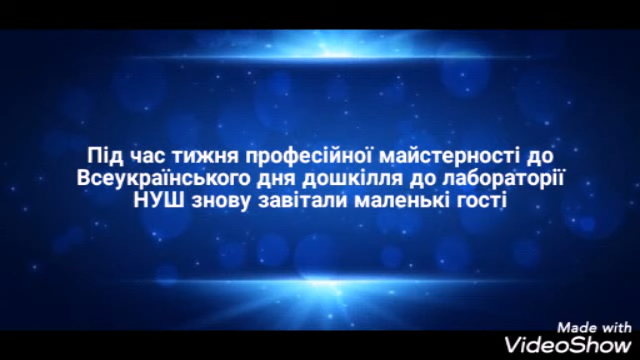 Під час тижня професійної майстерності до
Всеукраїнського дня дошкілля до лабораторії
НУШ знову завітали маленькі гості
Made with
VideoShow